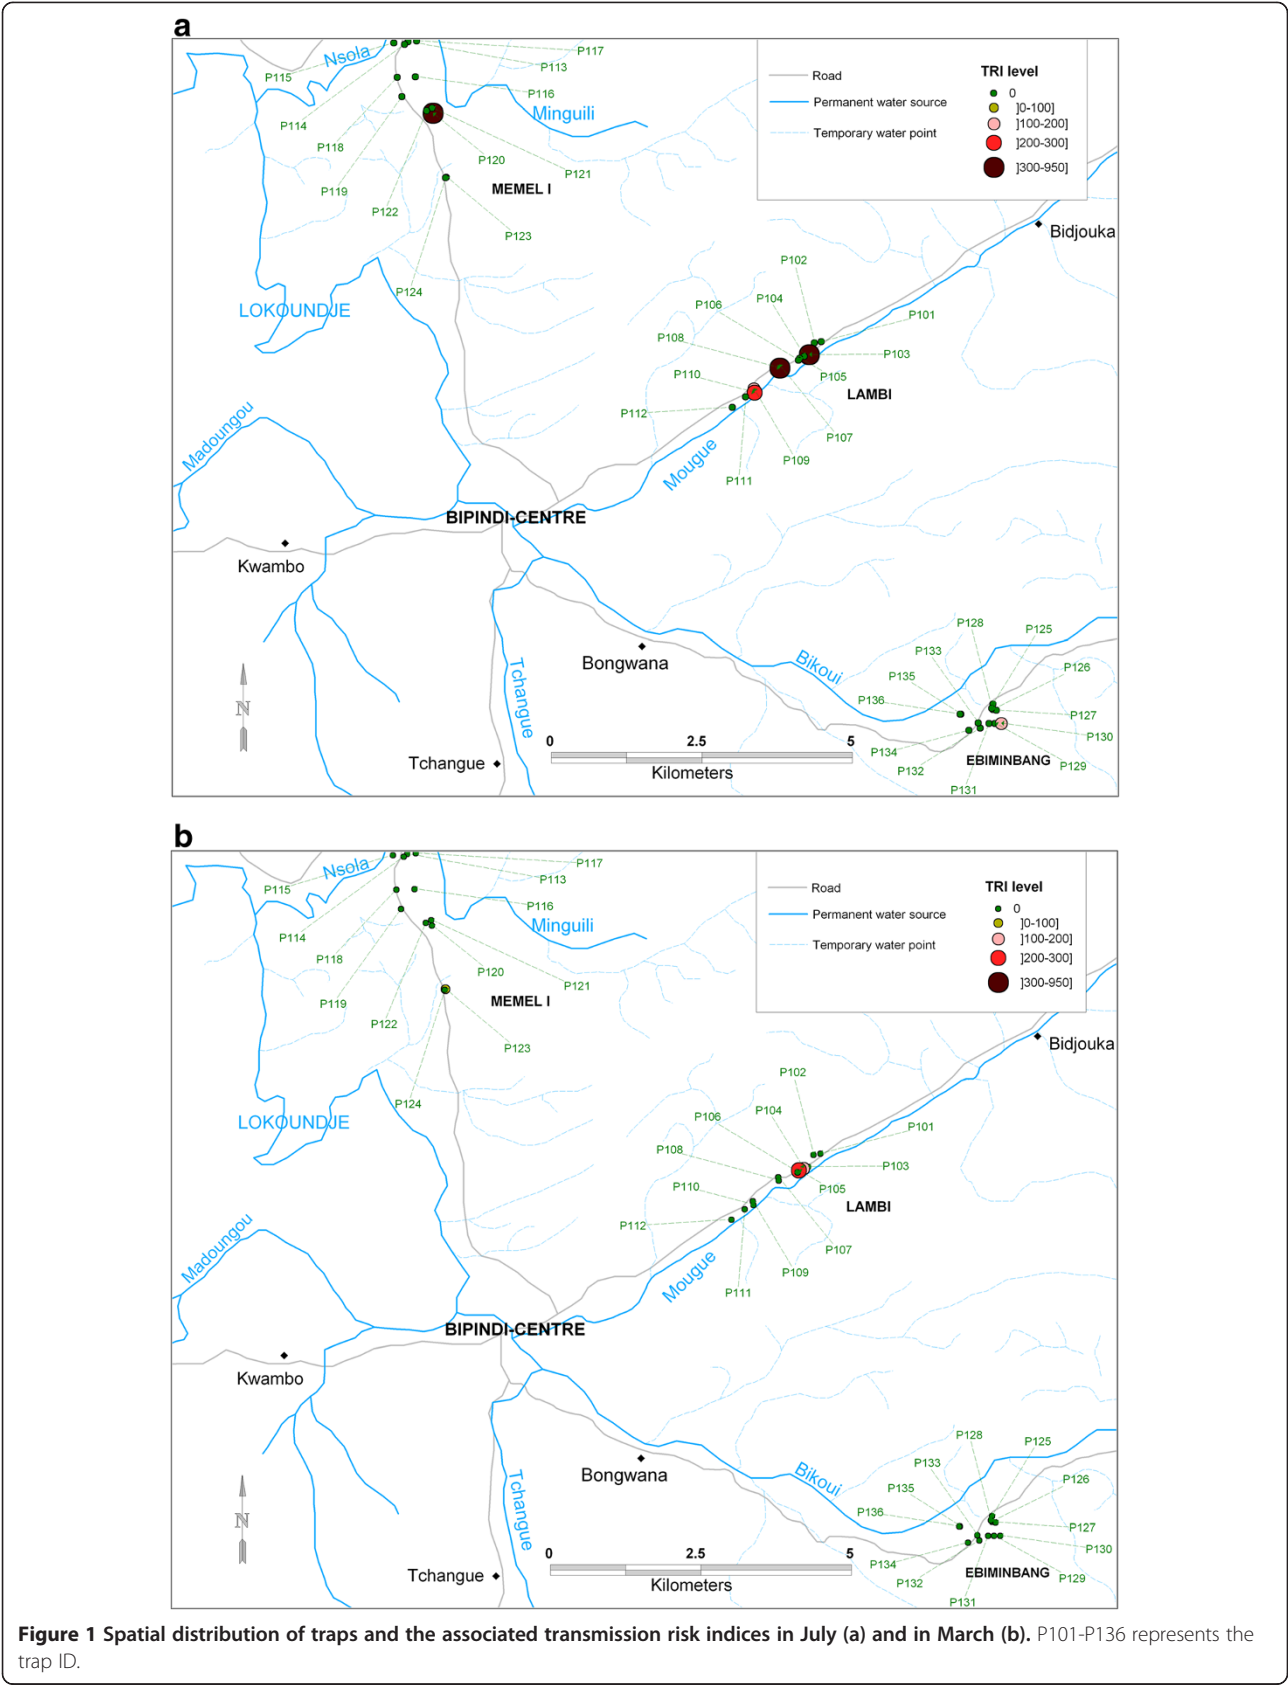 a
Nsola
P117
P115
P113
Road
TRI level
0
P116
Permanent water source
]0-100]
Minguili
P114
]100-200]
Temporary water point
P118
]200-300]
P120
]300-950]
P121
P119
MEMEL I
P122
P123
Bidjouka
P102
P124
LOKOUNDJE
P106
P104
P101
P108
P103
P110
P105
LAMBI
P112
Madoungou
P107
Mougue
P109
P111
BIPINDI-CENTRE
Kwambo
P128
P125
P133
Bongwana
Bikoui
P126
P135
Tchangue
P136
N
P127
0
2.5
5
P130
P134
Tchangue
EBIMINBANG
P129
Kilometers
P132
P131
b
Nsola
P117
P115
P113
Road
TRI level
0
P116
Permanent water source
]0-100]
Minguili
P114
]100-200]
Temporary water point
P118
]200-300]
P120
]300-950]
P121
P119
MEMEL I
P122
P123
Bidjouka
P102
P124
LOKOUNDJE
P106
P104
P101
P108
P103
P110
P105
LAMBI
P112
Madoungou
P107
Mougue
P109
P111
BIPINDI-CENTRE
Kwambo
P128
P125
P133
Bongwana
Bikoui
P126
P135
Tchangue
P136
N
P127
0
2.5
5
P130
P134
Tchangue
EBIMINBANG
P129
Kilometers
P132
P131
Figure 1 Spatial distribution of traps and the associated transmission risk indices in July (a) and in March (b). P101-P136 represents the
trap ID.